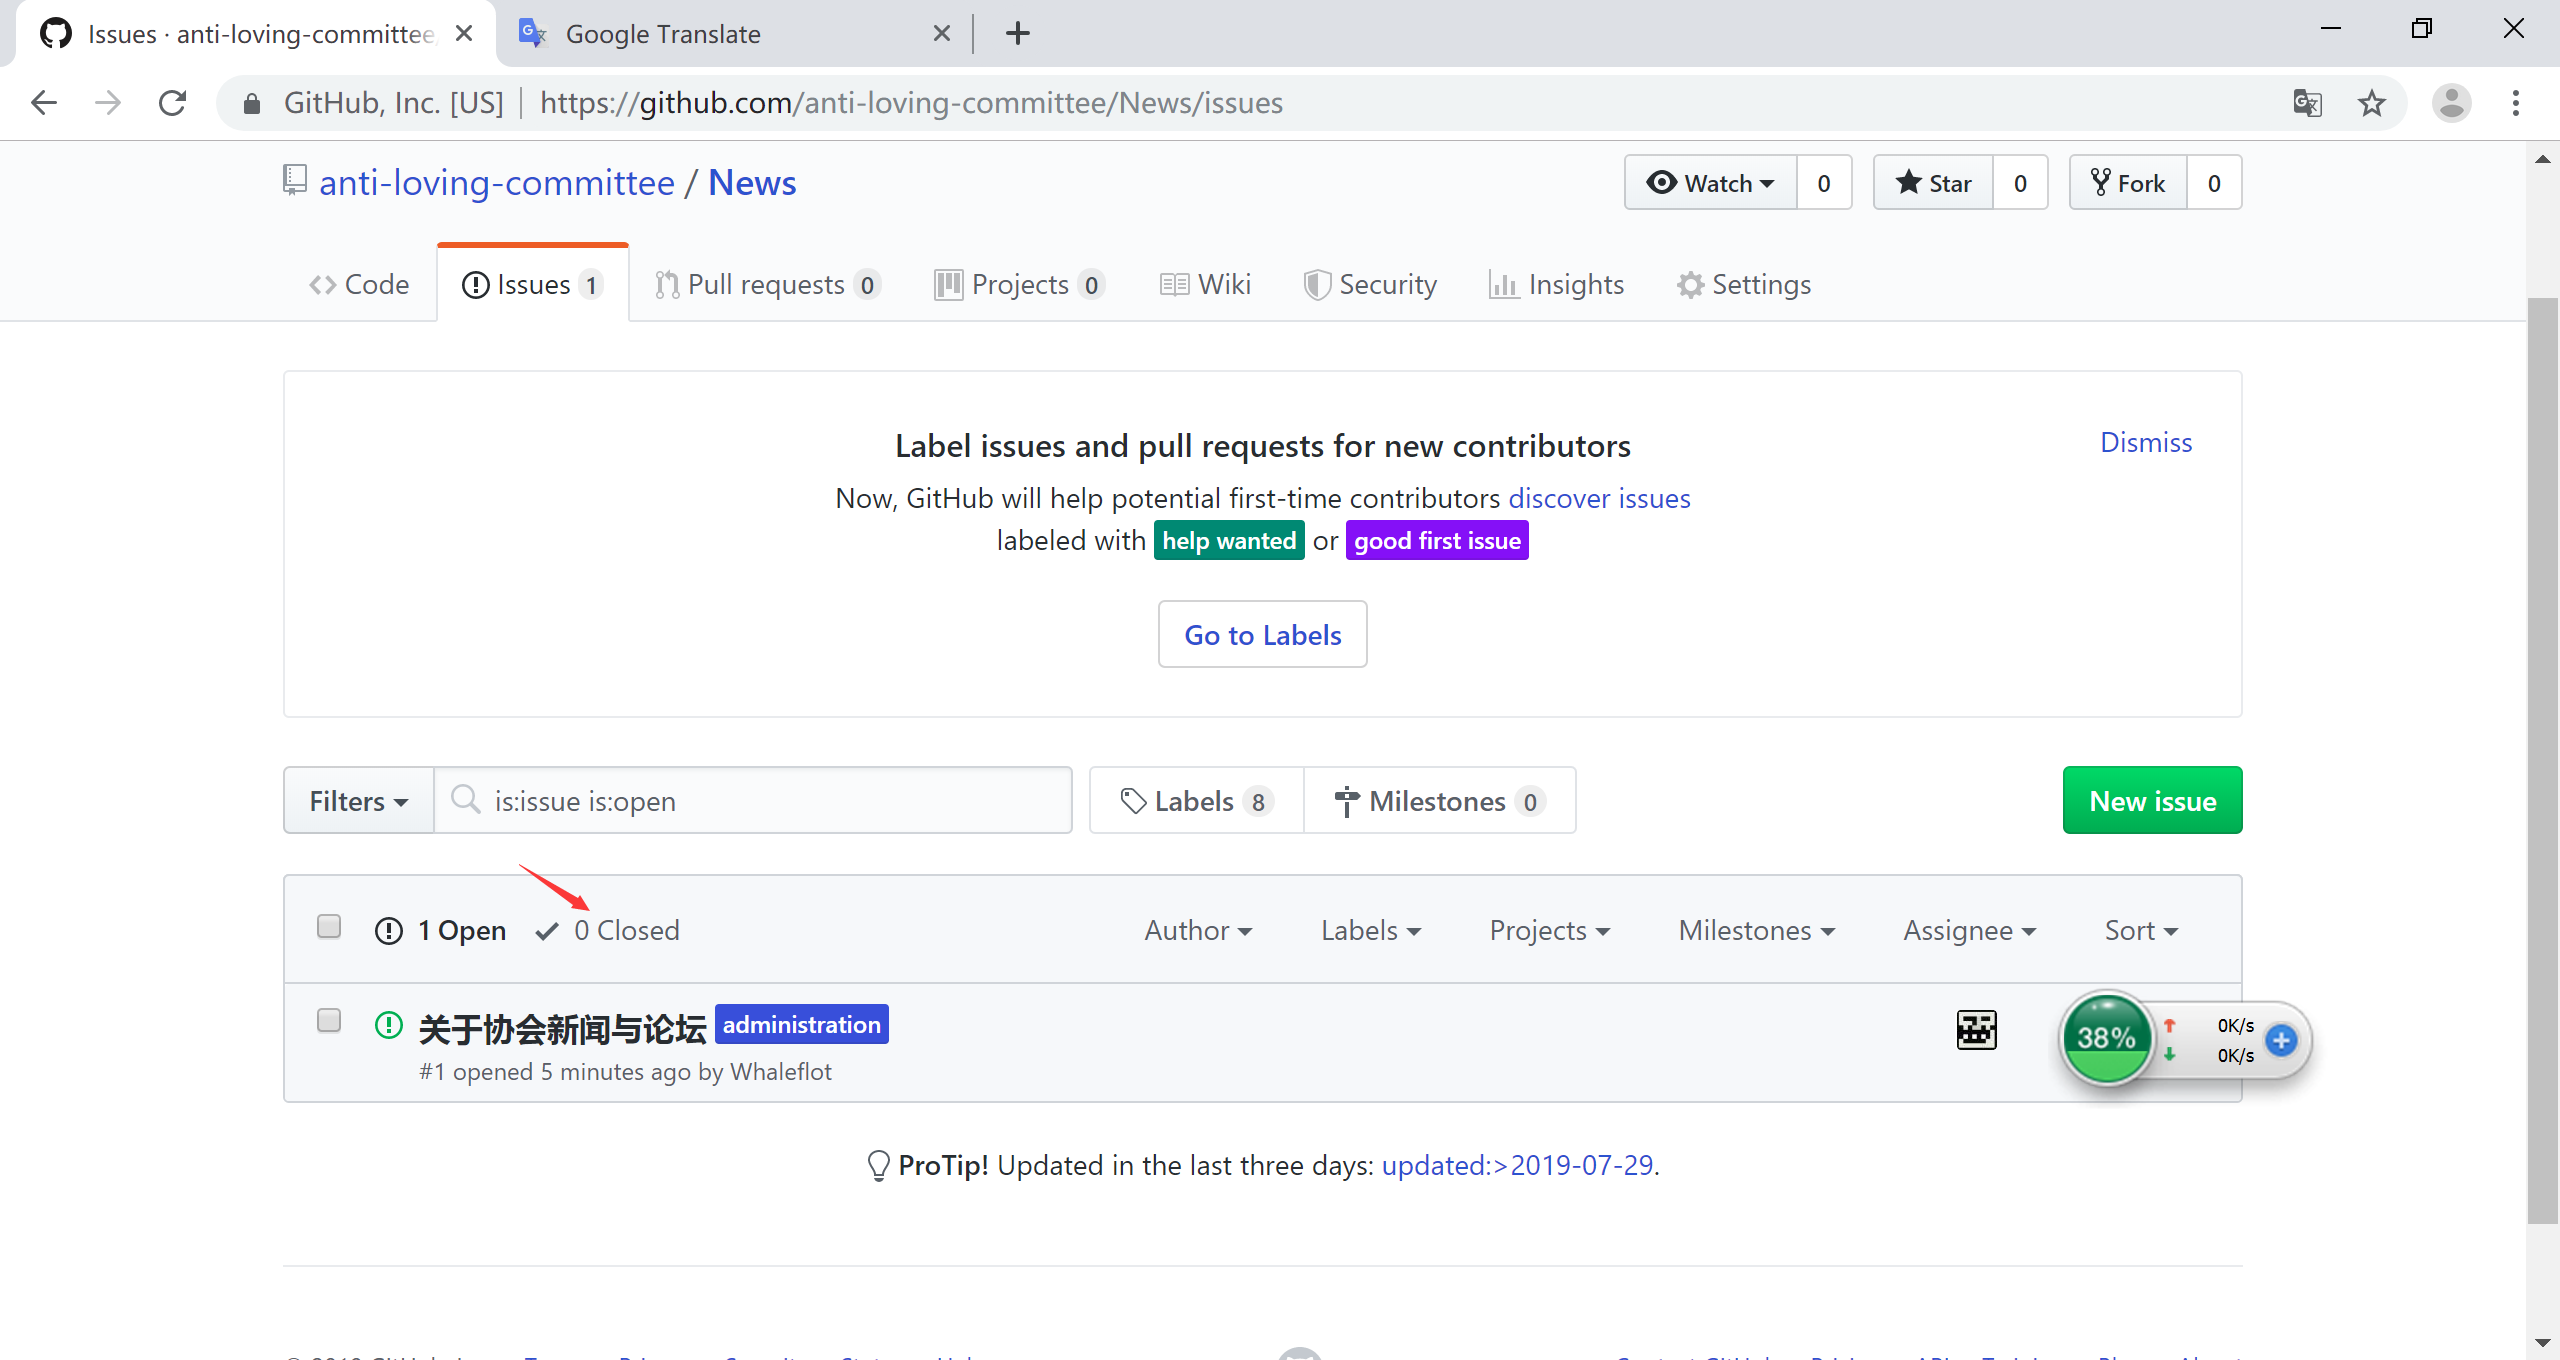 Issues · anti-loving-committee
Google Translate
GitHub, Inc. [US] | https://github.com/anti-loving-committee/News/issues
anti-loving-committee / News
Watch 0
Star 0
Fork 0
Code
Issues 1
Pull requests 0
Projects 0
Wiki
Security
Insights
Settings
Label issues and pull requests for new contributors
Dismiss
Now, GitHub will help potential first-time contributors discover issues
labeled with help wanted or good first issue
Go to Labels
Filters
is:issue is:open
Labels 8
Milestones 0
New issue
1 Open
0 Closed
Author
Labels
Projects
Milestones
Assignee
Sort
关于协会新闻与论坛 administration
#1 opened 5 minutes ago by Whaleflot
38%
0K/s
0K/s
ProTip! Updated in the last three days: updated:>2019-07-29.